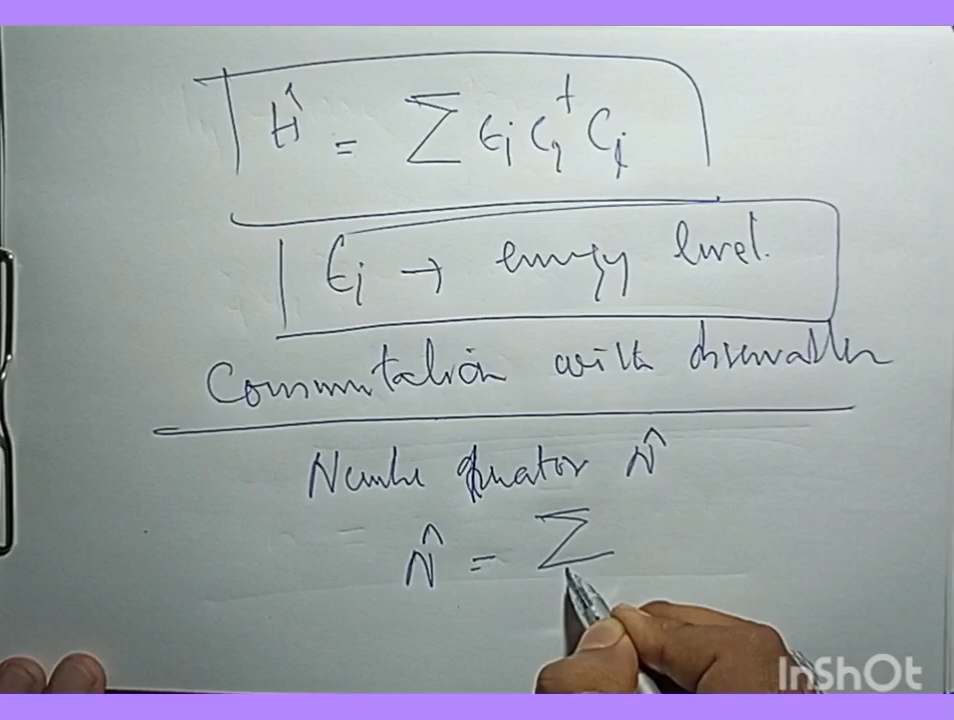 Ĥ = Σ ϵᵢ Cᵢ† Cᵢ
ϵᵢ → energy level.
Commutation with observables
Number operator N̂
N̂ = Σ
InShOt